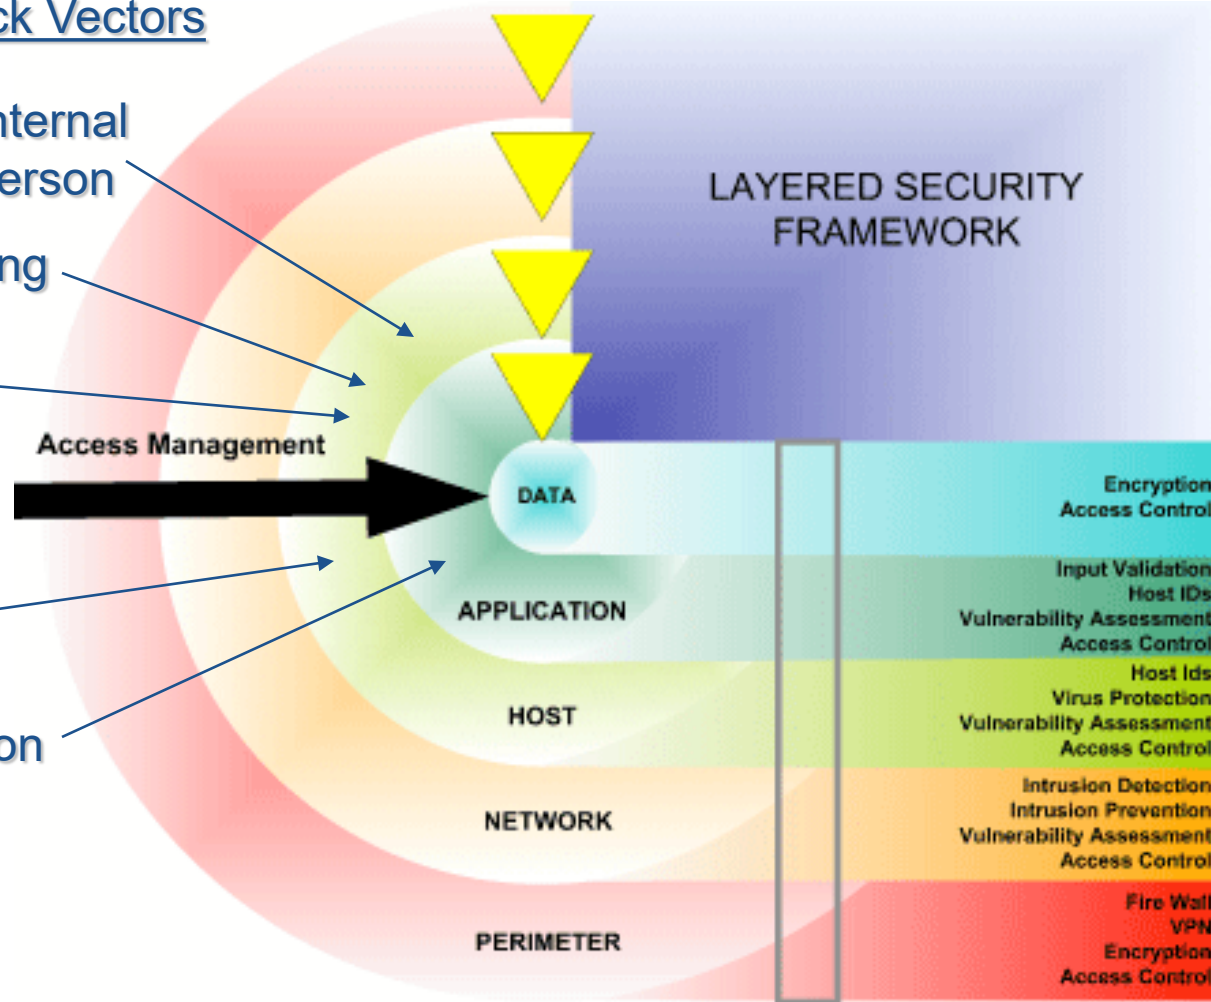 ck Vectors
nternal
erson
ng
on
LAYERED SECURITY
FRAMEWORK
Access Management
DATA
APPLICATION
HOST
NETWORK
PERIMETER
Encryption
Access Control
Input Validation
Host IDs
Vulnerability Assessment
Access Control
Host Ids
Virus Protection
Vulnerability Assessment
Access Control
Intrusion Detection
Intrusion Prevention
Vulnerability Assessment
Access Control
Fire Wall
VPN
Encryption
Access Control